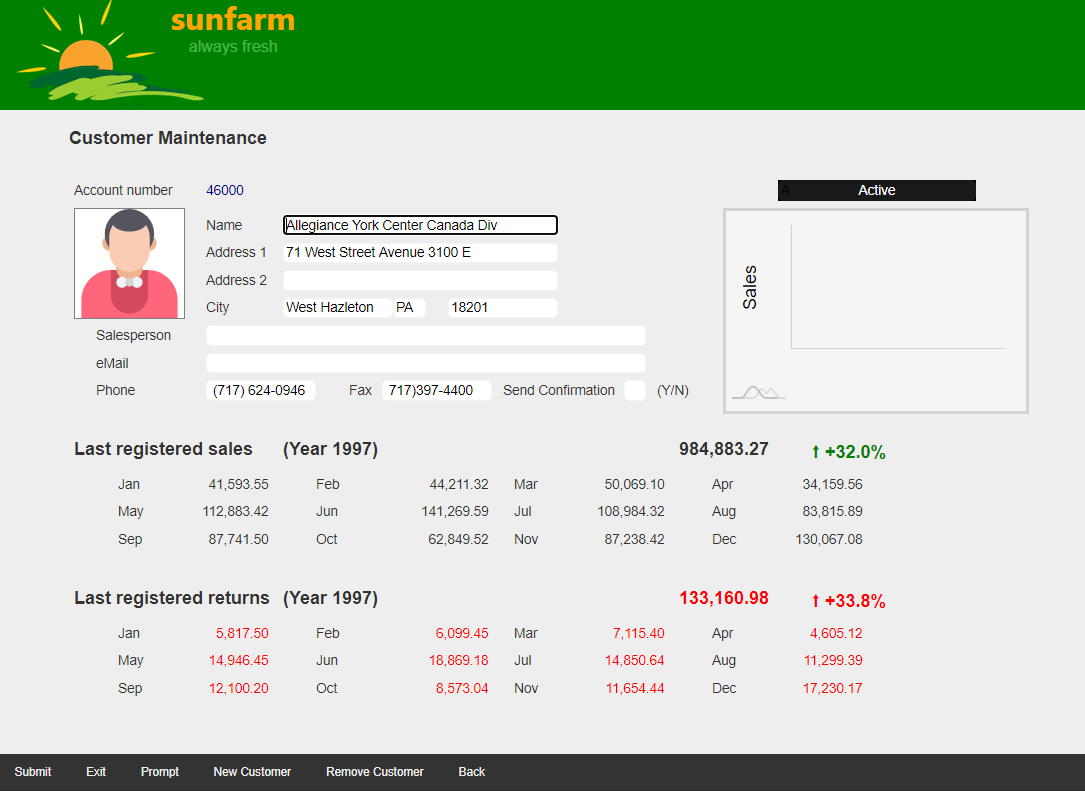 sunfarm
always fresh
Customer Maintenance
Account number 46000
A Active
Name Allegiance York Center Canada Div
Address 1 71 West Street Avenue 3100 E
Address 2
City West Hazleton PA 18201
Sales
Salesperson
eMail
Phone (717) 624-0946 Fax 717)397-4400 Send Confirmation (Y/N)
Last registered sales (Year 1997) 984,883.27 ↑ +32.0%
Jan 41,593.55 Feb 44,211.32 Mar 50,069.10 Apr 34,159.56
May 112,883.42 Jun 141,269.59 Jul 108,984.32 Aug 83,815.89
Sep 87,741.50 Oct 62,849.52 Nov 87,238.42 Dec 130,067.08
Last registered returns (Year 1997) 133,160.98 ↑ +33.8%
Jan 5,817.50 Feb 6,099.45 Mar 7,115.40 Apr 4,605.12
May 14,946.45 Jun 18,869.18 Jul 14,850.64 Aug 11,299.39
Sep 12,100.20 Oct 8,573.04 Nov 11,654.44 Dec 17,230.17
Submit Exit Prompt New Customer Remove Customer Back